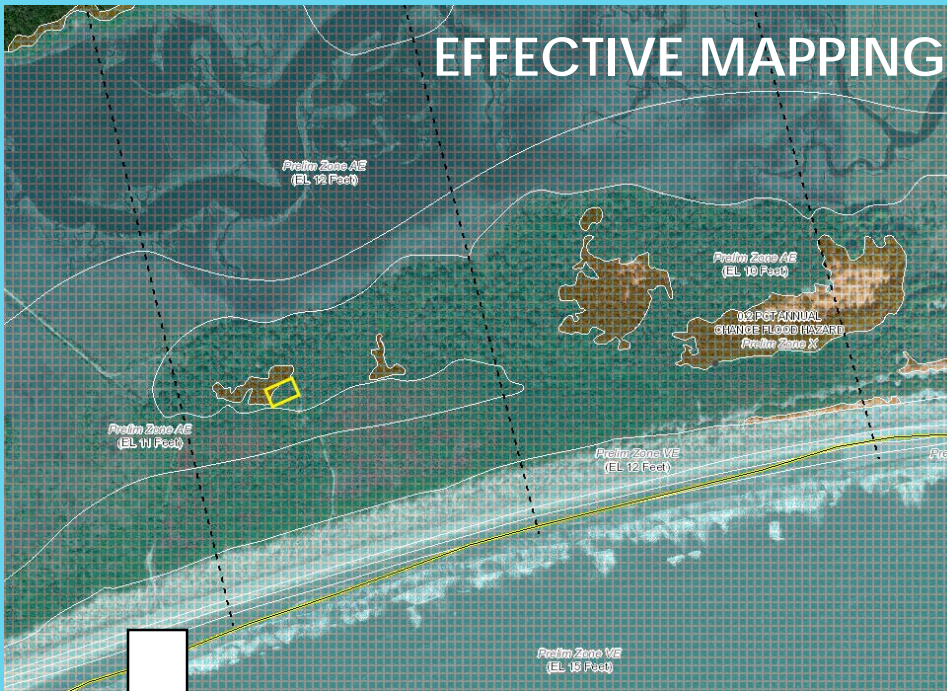 EFFECTIVE MAPPING
Prelim Zone AE
(EL 12 Feet)
Prelim Zone AE
(EL 10 Feet)
0.2 PCT ANNUAL
CHANCE FLOOD HAZARD
Prelim Zone X
Prelim Zone AE
(EL 11 Feet)
Prelim Zone VE
(EL 12 Feet)
Pre
Prelim Zone VE
(EL 15 Feet)